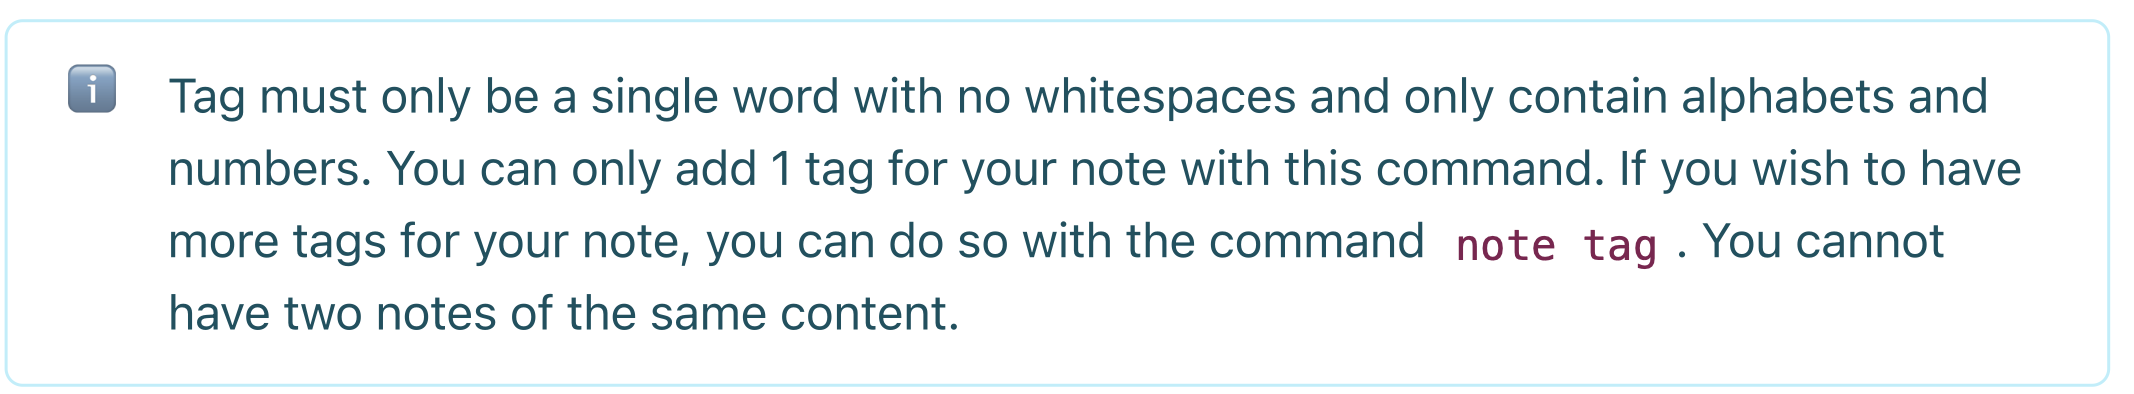 Tag must only be a single word with no whitespaces and only contain alphabets and
numbers. You can only add 1 tag for your note with this command. If you wish to have
more tags for your note, you can do so with the command note tag . You cannot
have two notes of the same content.